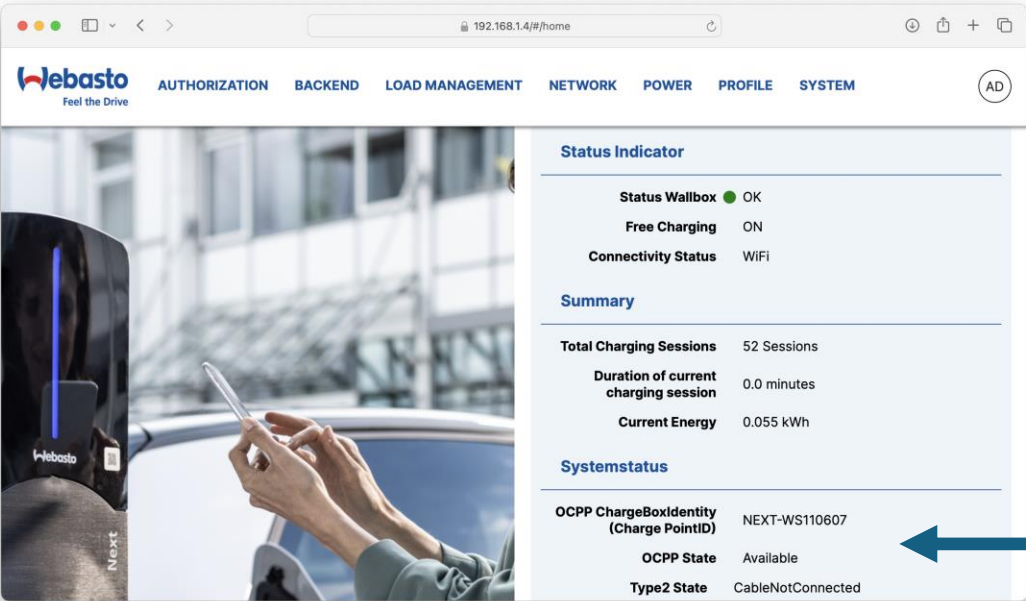 192.168.1.4/#/home
Webasto
Feel the Drive
AUTHORIZATION BACKEND LOAD MANAGEMENT NETWORK POWER PROFILE SYSTEM
AD
Status Indicator
Status Wallbox OK
Free Charging ON
Connectivity Status WiFi
Summary
Total Charging Sessions 52 Sessions
Duration of current
charging session 0.0 minutes
Current Energy 0.055 kWh
Systemstatus
OCPP ChargeBoxIdentity
(Charge PointID) NEXT-WS110607
OCPP State Available
Type2 State CableNotConnected
Webasto
Next